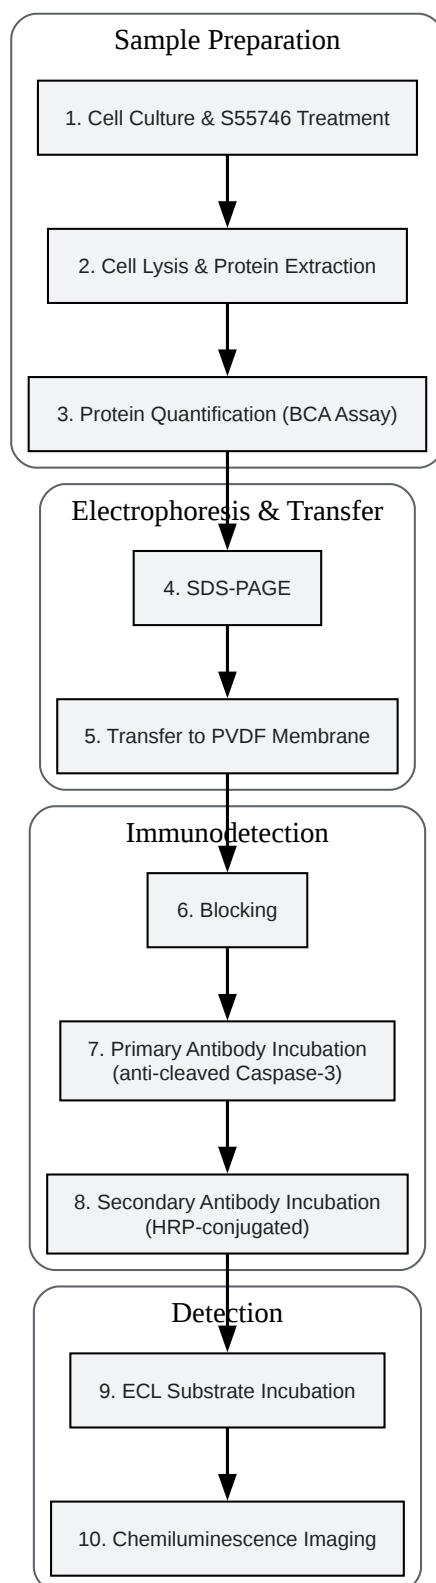 Sample Preparation
1. Cell Culture & S55746 Treatment
2. Cell Lysis & Protein Extraction
3. Protein Quantification (BCA Assay)
Electrophoresis & Transfer
4. SDS-PAGE
5. Transfer to PVDF Membrane
Immunodetection
6. Blocking
7. Primary Antibody Incubation
(anti-cleaved Caspase-3)
8. Secondary Antibody Incubation
(HRP-conjugated)
Detection
9. ECL Substrate Incubation
10. Chemiluminescence Imaging